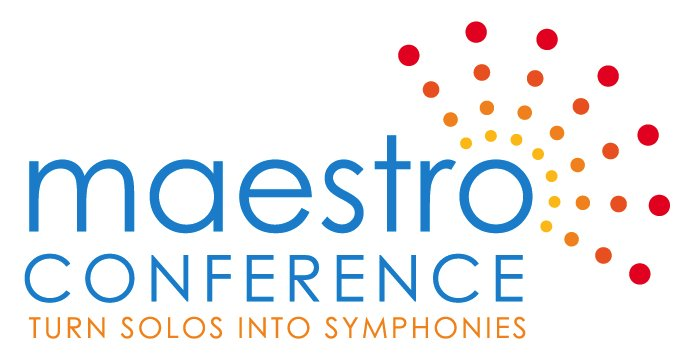 maestro
CONFERENCE
TURN SOLOS INTO SYMPHONIES